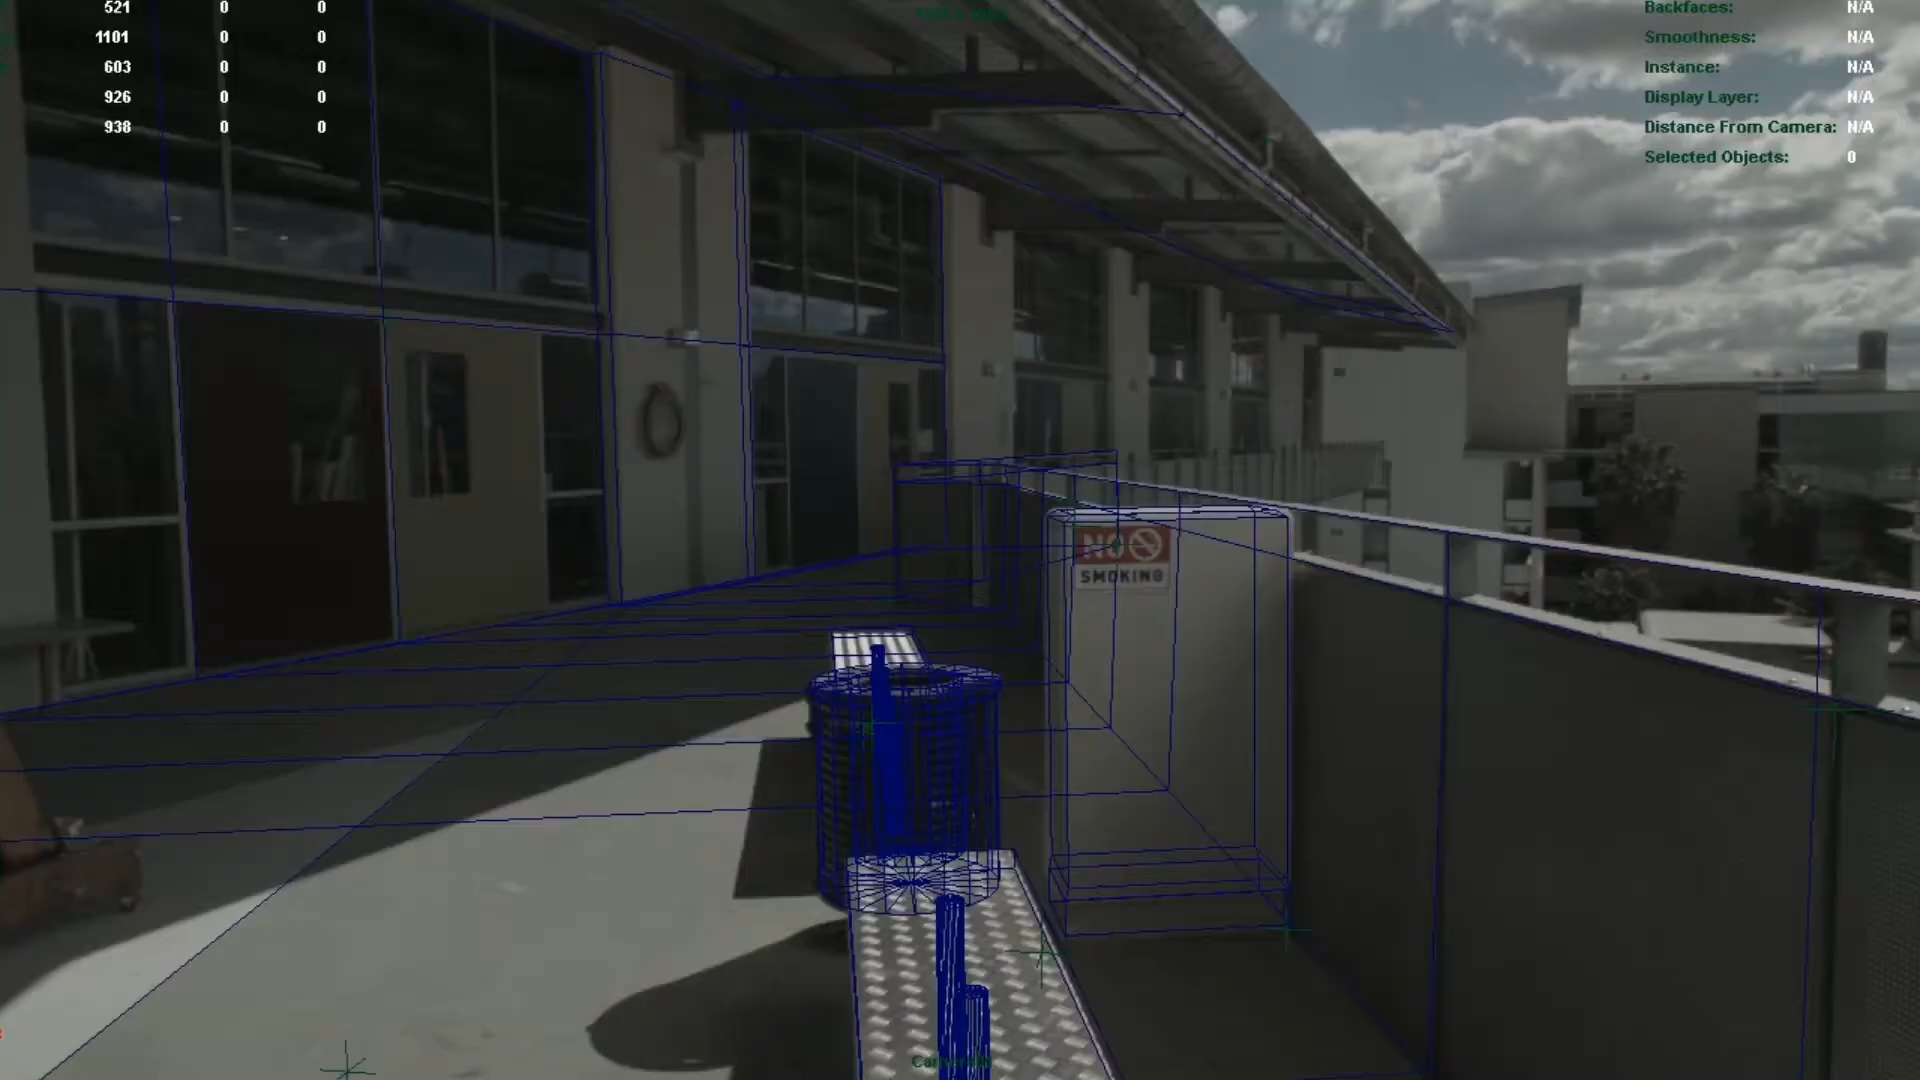 521 0 0
1101 0 0
603 0 0
926 0 0
938 0 0
Backfaces: N/A
Smoothness: N/A
Instance: N/A
Display Layer: N/A
Distance From Camera: N/A
Selected Objects: 0
NO
SMOKING